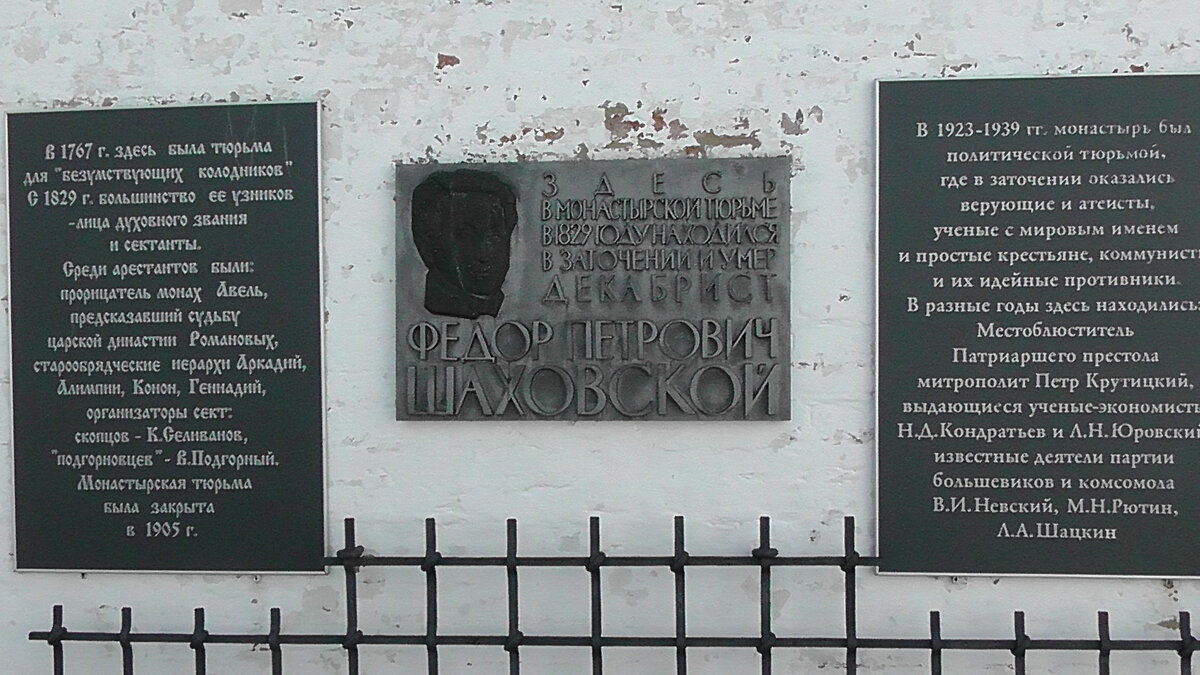 В 1767 г. здесь была тюрьма
для "безумствующих колодников"
С 1829 г. большинство ее узников
-лица духовного звания
и сектанты.
Среди арестантов были:
прорицатель монах Авель,
предсказавший судьбу
царской династии Романовых,
старообрядческие иерархи Аркадий,
Алимпии, Конон, Геннадий,
организаторы сект:
скопцов - К.Селиванов,
"подгорновцев" - В.Подгорный.
Монастырская тюрьма
была закрыта
в 1905 г.
ЗДЕСЬ
В МОНАСТЫРСКОЙ ТЮРЬМЕ
В 1829 ГОДУ НАХОДИЛСЯ
В ЗАТОЧЕНИИ И УМЕР
ДЕКАБРИСТ
ФЕДОР ПЕТРОВИЧ
ШАХОВСКОЙ
В 1923-1939 гг. монастырь был
политической тюрьмой,
где в заточении оказались
верующие и атеисты,
ученые с мировым именем
и простые крестьяне, коммунисты
и их идейные противники.
В разные годы здесь находились:
Местоблюститель
Патриаршего престола
митрополит Петр Крутицкий,
выдающиеся ученые-экономисты
Н.Д.Кондратьев и Л.Н.Юровский
известные деятели партии
большевиков и комсомола
В.И.Невский, М.Н.Рютин,
Л.А.Шацкин